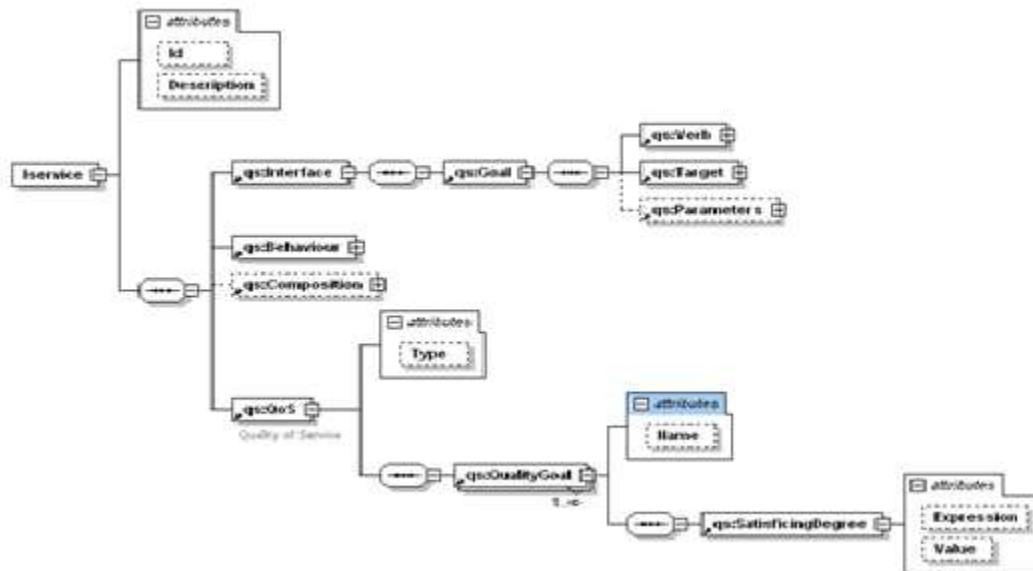 attributes
Id
Description
Iservice
qs:Interface
qs:Goal
qs:Verb
qs:Target
qs:Parameters
qs:Behaviour
qs:Composition
attributes
Type
qs:QoS
Quality of Service
attributes
Name
qs:QualityGoal
qs:SatisficingDegree
attributes
Expression
Value